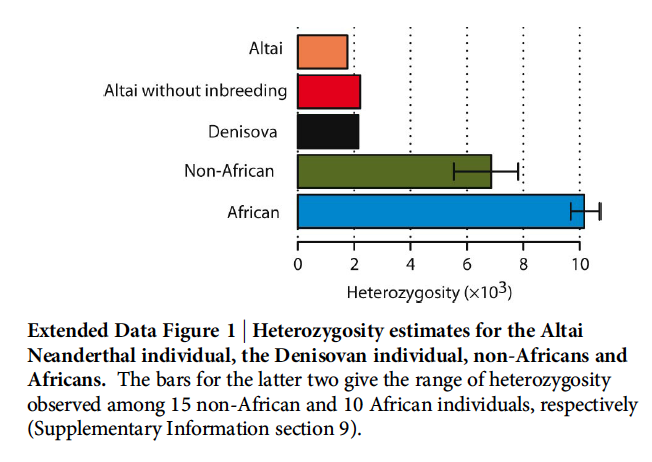 Altai
Altai without inbreeding
Denisova
Non-African
African
0 2 4 6 8 10
Heterozygosity (×10³)
Extended Data Figure 1 | Heterozygosity estimates for the Altai
Neanderthal individual, the Denisovan individual, non-Africans and
Africans. The bars for the latter two give the range of heterozygosity
observed among 15 non-African and 10 African individuals, respectively
(Supplementary Information section 9).